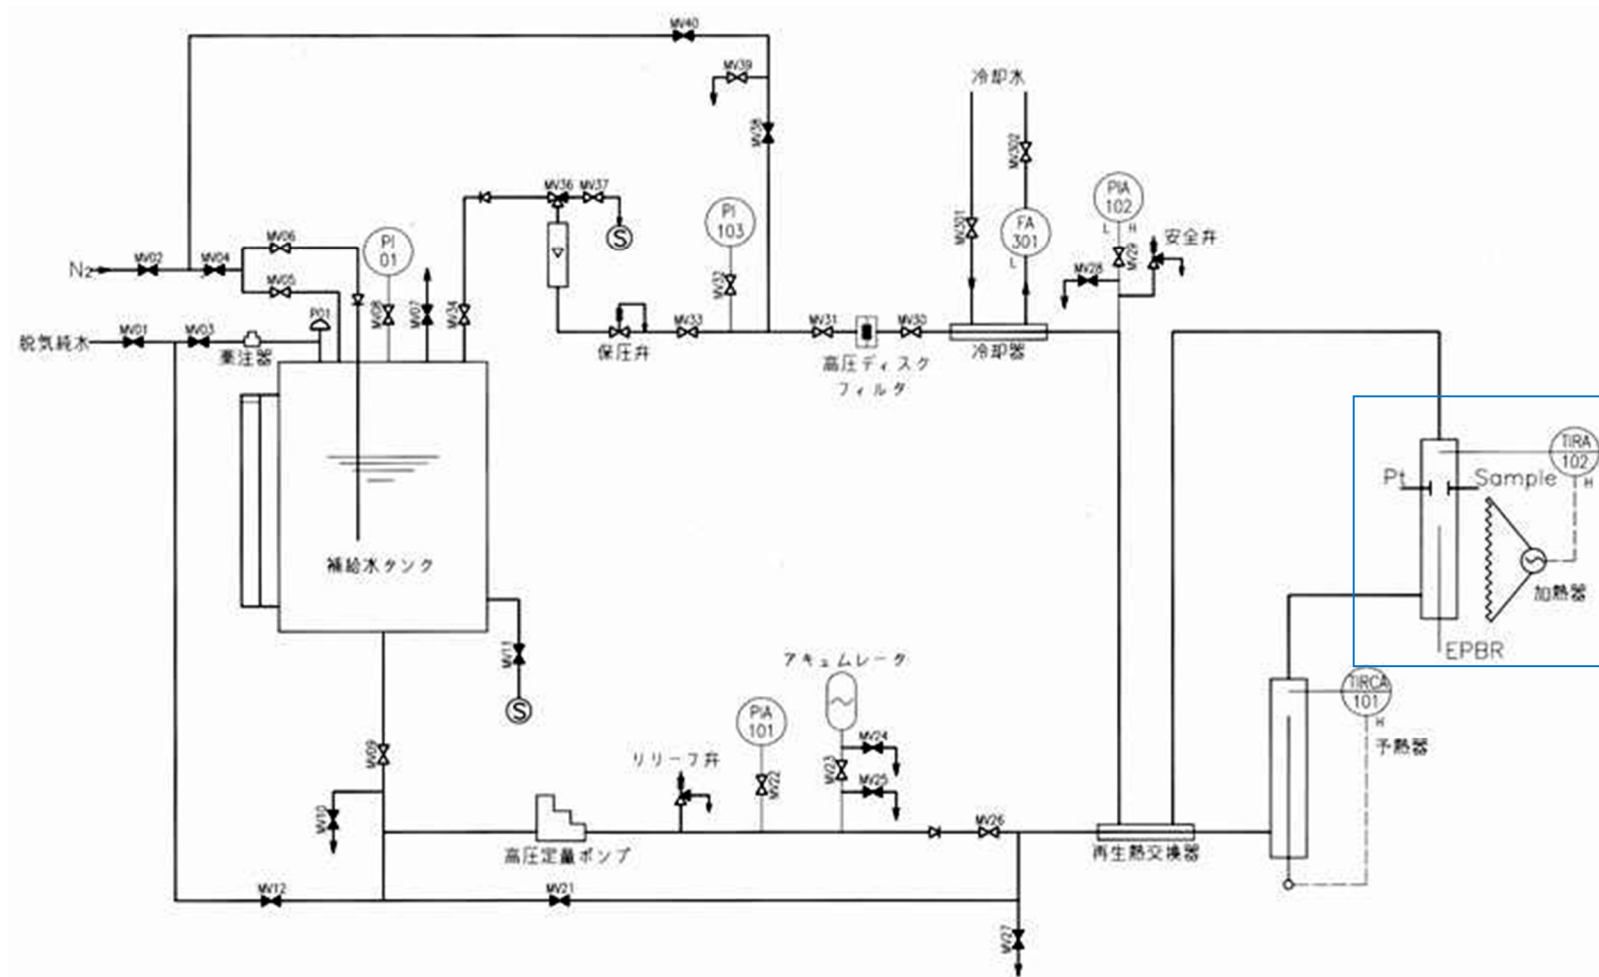 MV40
MV39
冷却水
MV38
MV302
MV36 MV37
PIA
102
L H
PI
103
MV301
FA
301
L
安全弁
MV06
PI
01
S
MV29
N₂
MV02
MV04
MV28
MV05
P01
MV08
MV07
MV34
MV32
脱気純水
MV01
MV03
薬注器
MV33
保圧弁
MV31
MV30
高圧ディスク
フィルタ
冷却器
TIRA
102
H
Pt
Sample
補給水タンク
加熱器
MV11
EPBR
アキュムレータ
TIRCA
101
H
S
PIA
101
MV24
予熱器
MV09
リリーフ弁
MV22
MV23
MV25
MV10
MV26
高圧定量ポンプ
再生熱交換器
MV12
MV21
MV27